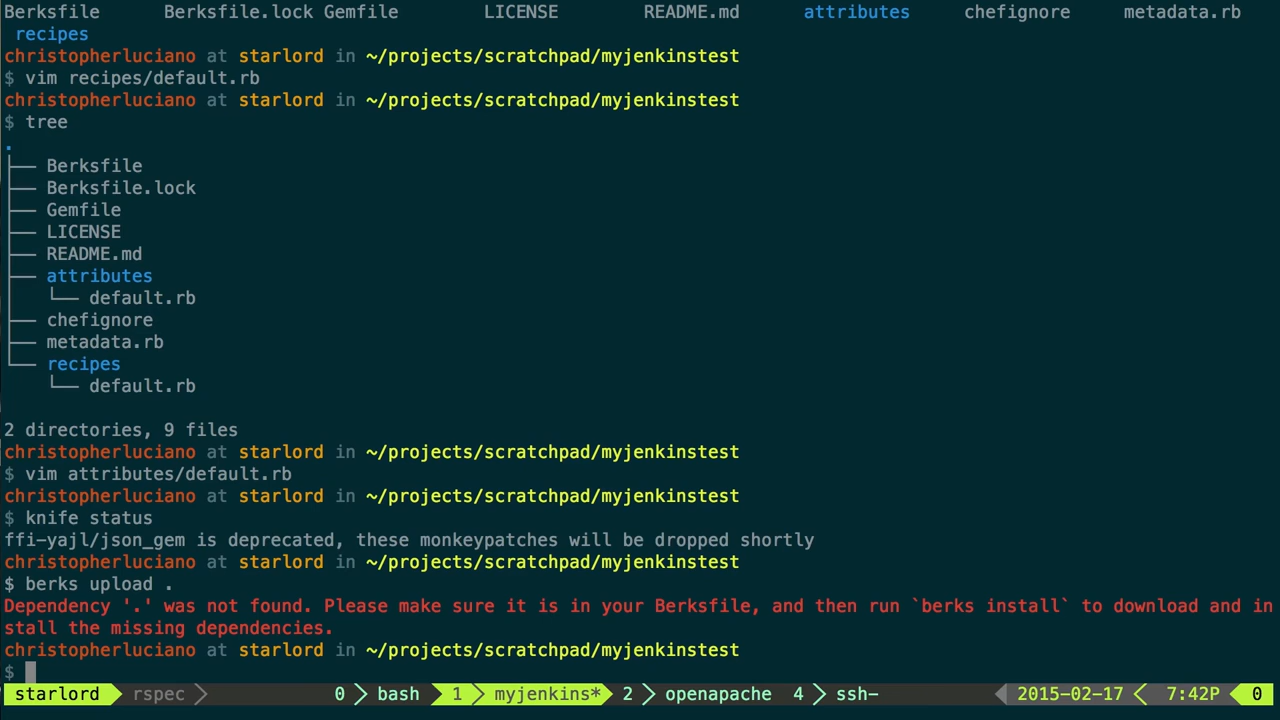 Berksfile      Berksfile.lock Gemfile        LICENSE        README.md      attributes     chefignore     metadata.rb
 recipes
christopherluciano at starlord in ~/projects/scratchpad/myjenkinstest
$ vim recipes/default.rb
christopherluciano at starlord in ~/projects/scratchpad/myjenkinstest
$ tree
.
├── Berksfile
├── Berksfile.lock
├── Gemfile
├── LICENSE
├── README.md
├── attributes
│   └── default.rb
├── chefignore
├── metadata.rb
└── recipes
    └── default.rb

2 directories, 9 files
christopherluciano at starlord in ~/projects/scratchpad/myjenkinstest
$ vim attributes/default.rb
christopherluciano at starlord in ~/projects/scratchpad/myjenkinstest
$ knife status
ffi-yajl/json_gem is deprecated, these monkeypatches will be dropped shortly
christopherluciano at starlord in ~/projects/scratchpad/myjenkinstest
$ berks upload .
Dependency '.' was not found. Please make sure it is in your Berksfile, and then run `berks install` to download and in
stall the missing dependencies.
christopherluciano at starlord in ~/projects/scratchpad/myjenkinstest
$
starlord rspec 0 bash 1 myjenkins* 2 openapache 4 ssh- 2015-02-17 7:42P 0